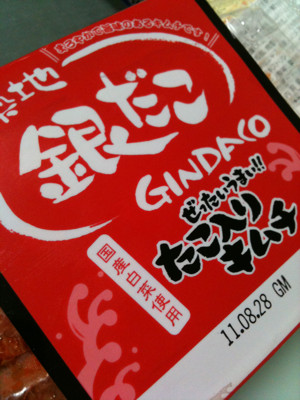 築地
銀だこ
GINDACO
ぜったいうまい!!
たこ入り
キムチ
国産白菜使用
11.08.28 GM